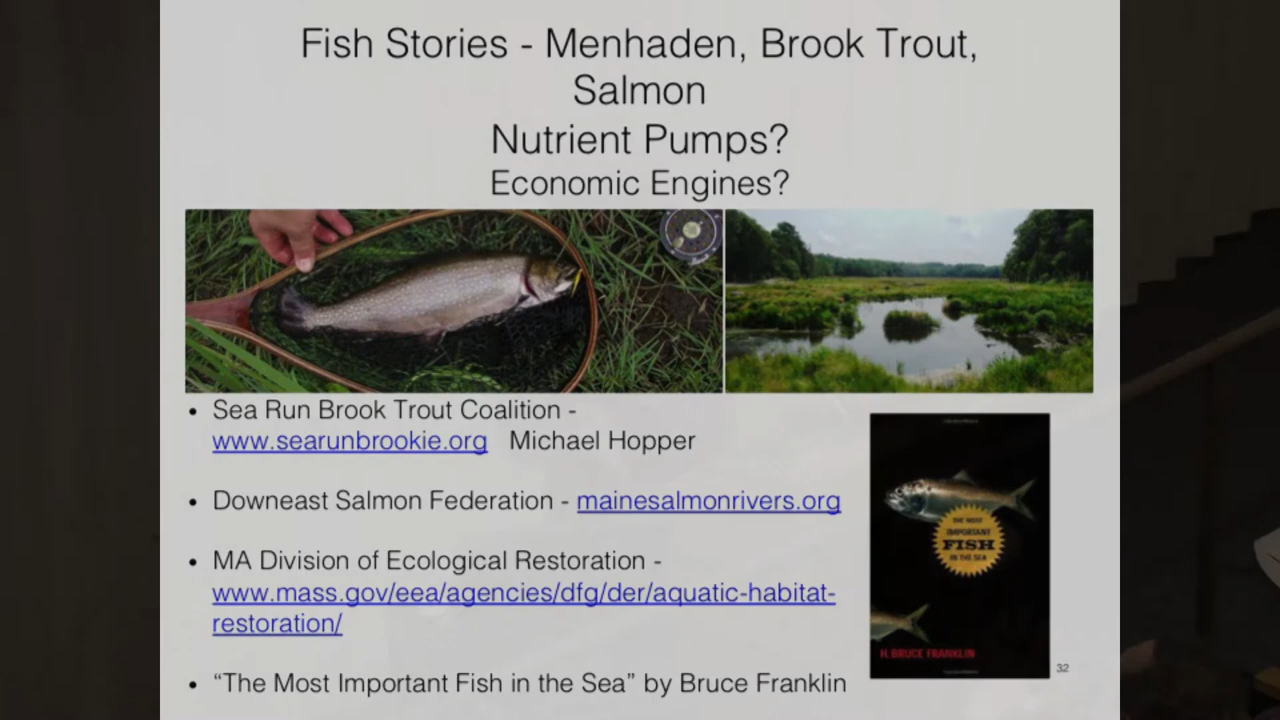 Fish Stories - Menhaden, Brook Trout,
Salmon
Nutrient Pumps?
Economic Engines?
• Sea Run Brook Trout Coalition -
www.searunbrookie.org Michael Hopper
• Downeast Salmon Federation - mainesalmonrivers.org
• MA Division of Ecological Restoration -
www.mass.gov/eea/agencies/dfg/der/aquatic-habitat-
restoration/
• “The Most Important Fish in the Sea” by Bruce Franklin
THE MOST
IMPORTANT
FISH
IN THE SEA
H. BRUCE FRANKLIN
32